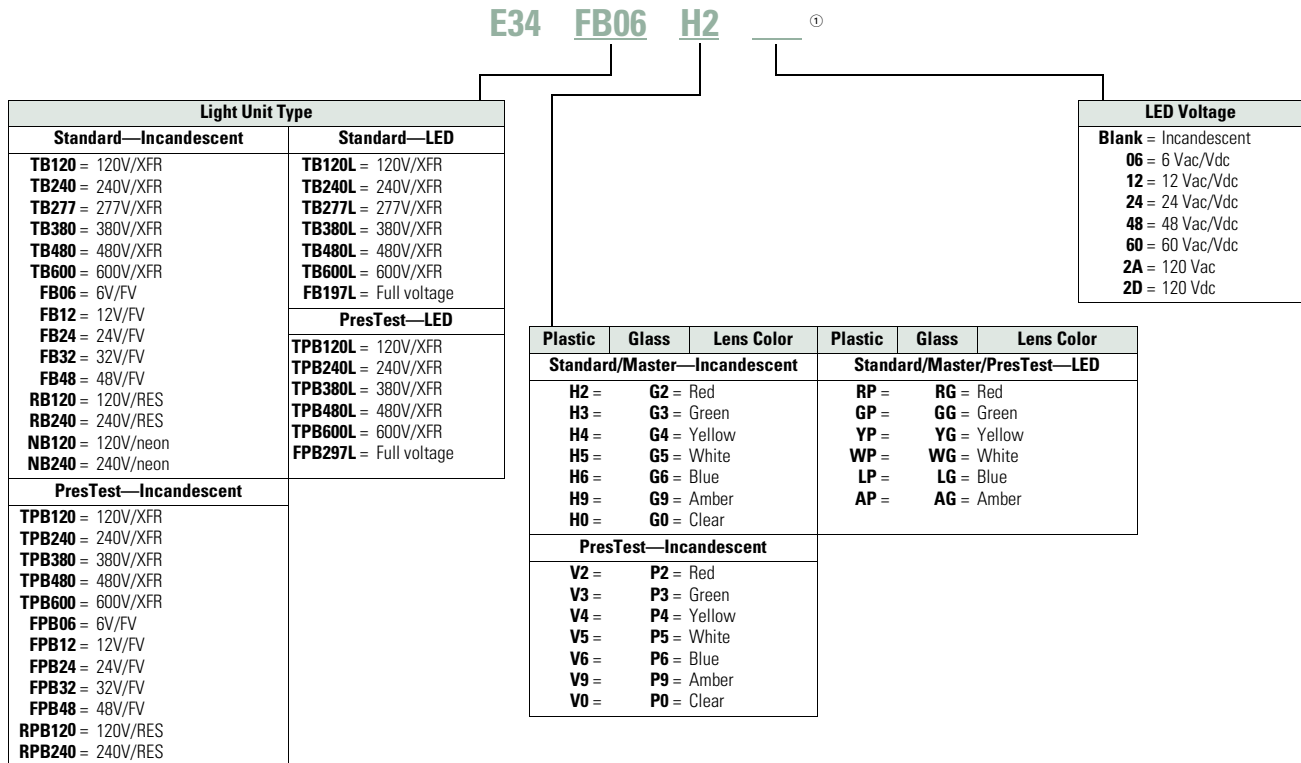 E34 FB06 H2 ___ ①
Light Unit Type
Standard—Incandescent
TB120 = 120V/XFR
TB240 = 240V/XFR
TB277 = 277V/XFR
TB380 = 380V/XFR
TB480 = 480V/XFR
TB600 = 600V/XFR
FB06 = 6V/FV
FB12 = 12V/FV
FB24 = 24V/FV
FB32 = 32V/FV
FB48 = 48V/FV
RB120 = 120V/RES
RB240 = 240V/RES
NB120 = 120V/neon
NB240 = 240V/neon
PresTest—Incandescent
TPB120 = 120V/XFR
TPB240 = 240V/XFR
TPB380 = 380V/XFR
TPB480 = 480V/XFR
TPB600 = 600V/XFR
FPB06 = 6V/FV
FPB12 = 12V/FV
FPB24 = 24V/FV
FPB32 = 32V/FV
FPB48 = 48V/FV
RPB120 = 120V/RES
RPB240 = 240V/RES
Standard—LED
TB120L = 120V/XFR
TB240L = 240V/XFR
TB277L = 277V/XFR
TB380L = 380V/XFR
TB480L = 480V/XFR
TB600L = 600V/XFR
FB197L = Full voltage
PresTest—LED
TPB120L = 120V/XFR
TPB240L = 240V/XFR
TPB380L = 380V/XFR
TPB480L = 480V/XFR
TPB600L = 600V/XFR
FPB297L = Full voltage
Plastic Glass Lens Color
Standard/Master—Incandescent
H2 = G2 = Red
H3 = G3 = Green
H4 = G4 = Yellow
H5 = G5 = White
H6 = G6 = Blue
H9 = G9 = Amber
H0 = G0 = Clear
PresTest—Incandescent
V2 = P2 = Red
V3 = P3 = Green
V4 = P4 = Yellow
V5 = P5 = White
V6 = P6 = Blue
V9 = P9 = Amber
V0 = P0 = Clear
Plastic Glass Lens Color
Standard/Master/PresTest—LED
RP = RG = Red
GP = GG = Green
YP = YG = Yellow
WP = WG = White
LP = LG = Blue
AP = AG = Amber
LED Voltage
Blank = Incandescent
06 = 6 Vac/Vdc
12 = 12 Vac/Vdc
24 = 24 Vac/Vdc
48 = 48 Vac/Vdc
60 = 60 Vac/Vdc
2A = 120 Vac
2D = 120 Vdc